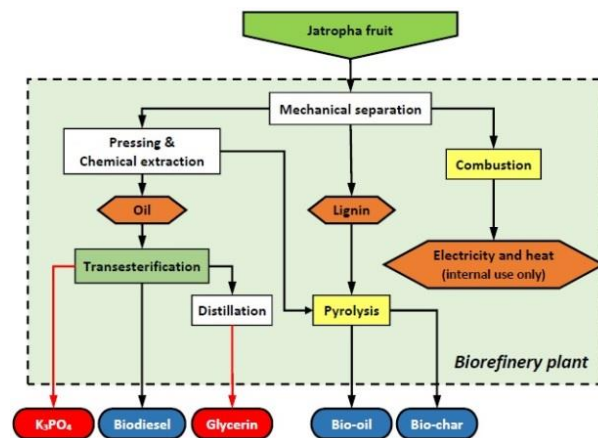 Jatropha fruit
Mechanical separation
Pressing &
Chemical extraction
Combustion
Oil
Lignin
Electricity and heat
(internal use only)
Transesterification
Distillation
Pyrolysis
Biorefinery plant
K₃PO₄
Biodiesel
Glycerin
Bio-oil
Bio-char